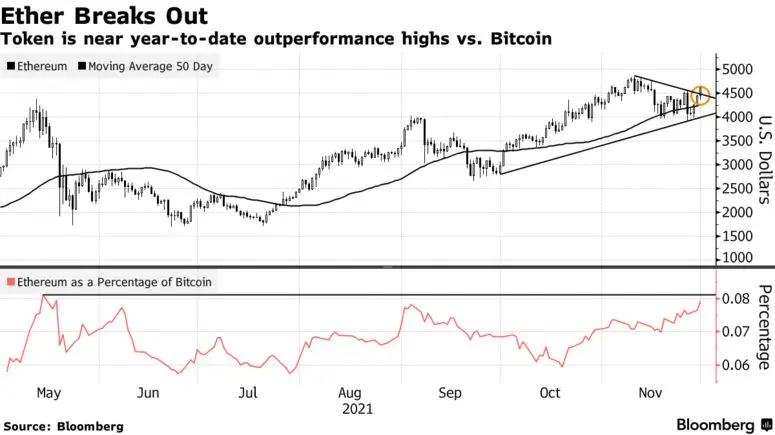 Ether Breaks Out
Token is near year-to-date outperformance highs vs. Bitcoin
Ethereum Moving Average 50 Day
5000
4500
4000
3500
3000
2500
2000
1500
1000
U.S. Dollars
Ethereum as a Percentage of Bitcoin
0.08
0.07
0.06
Percentage
May Jun Jul Aug Sep Oct Nov
2021
Source: Bloomberg
Bloomberg